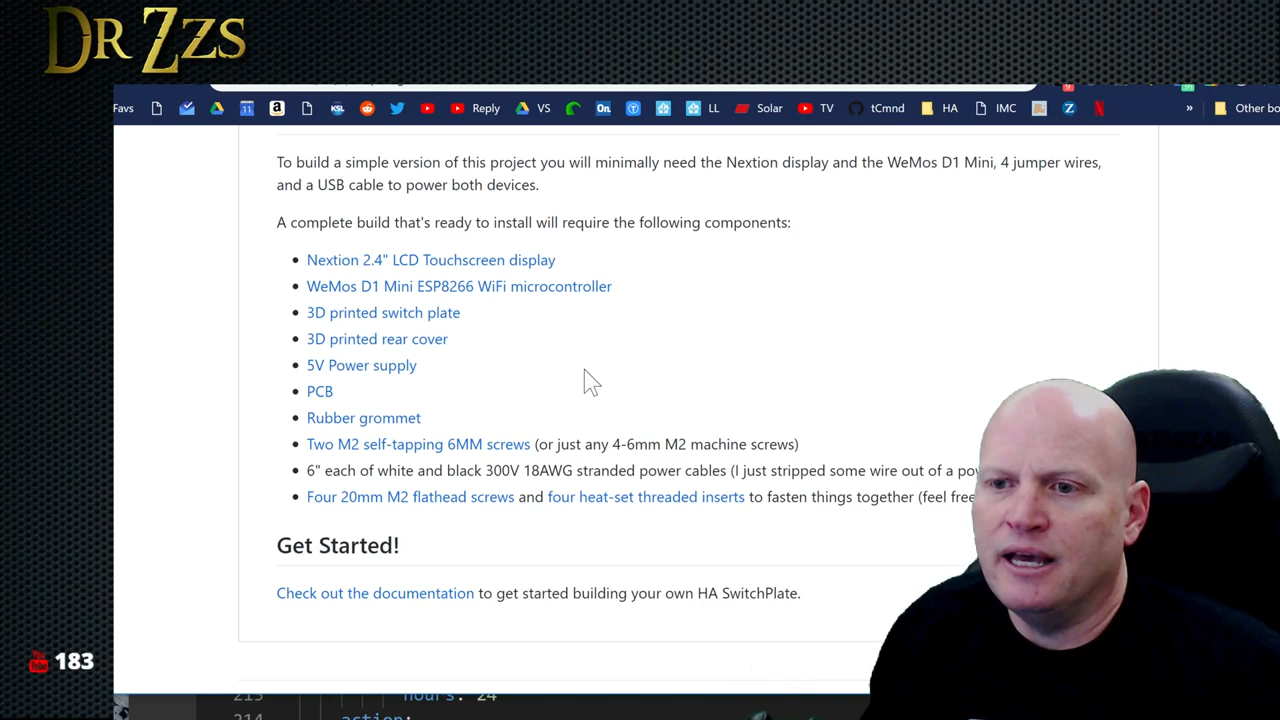 DR ZZS
Favs
Reply
VS
On.
LL
Solar
TV
tCmnd
HA
IMC
Z
»
Other bo
To build a simple version of this project you will minimally need the Nextion display and the WeMos D1 Mini, 4 jumper wires,
and a USB cable to power both devices.
A complete build that's ready to install will require the following components:
• Nextion 2.4" LCD Touchscreen display
• WeMos D1 Mini ESP8266 WiFi microcontroller
• 3D printed switch plate
• 3D printed rear cover
• 5V Power supply
• PCB
• Rubber grommet
• Two M2 self-tapping 6MM screws (or just any 4-6mm M2 machine screws)
• 6" each of white and black 300V 18AWG stranded power cables (I just stripped some wire out of a po
• Four 20mm M2 flathead screws and four heat-set threaded inserts to fasten things together (feel free
Get Started!
Check out the documentation to get started building your own HA SwitchPlate.
183
213 hours: 24
214 action: